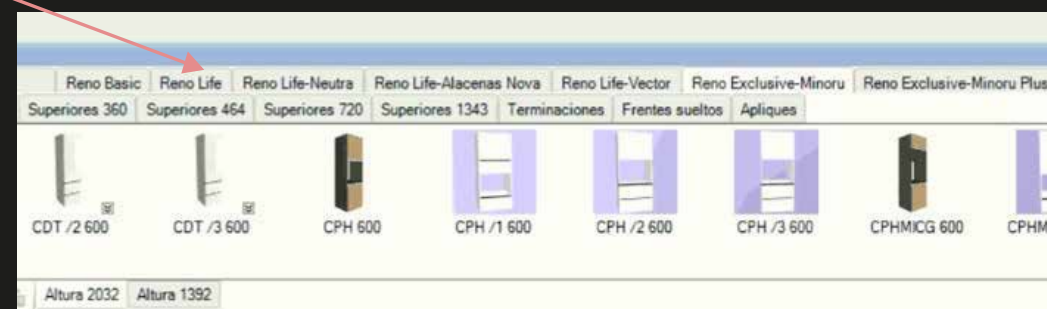 Reno Basic Reno Life Reno Life-Neutra Reno Life-Alacenas Nova Reno Life-Vector Reno Exclusive-Minoru Reno Exclusive-Minoru Plus
Superiores 360 Superiores 464 Superiores 720 Superiores 1343 Terminaciones Frentes sueltos Apliques
CDT /2 600 CDT /3 600 CPH 600 CPH /1 600 CPH /2 600 CPH /3 600 CPHMICG 600 CPHM
Altura 2032 Altura 1392